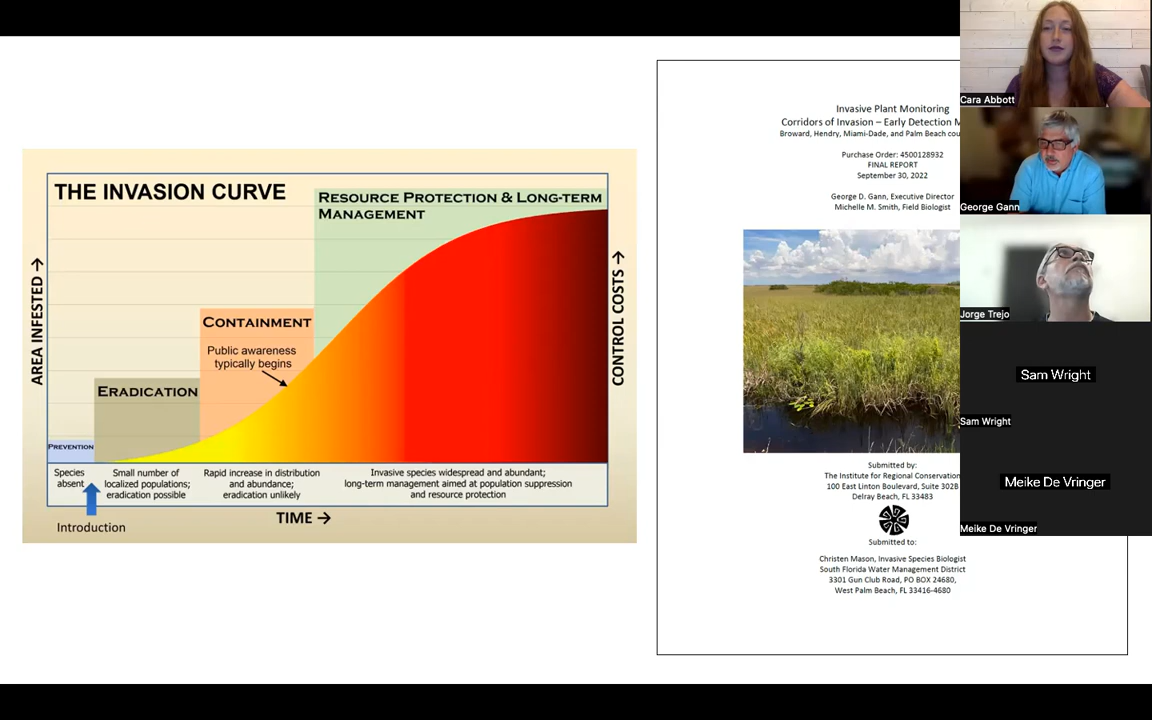 THE INVASION CURVE
RESOURCE PROTECTION & LONG-TERM
MANAGEMENT
CONTAINMENT
Public awareness
typically begins
ERADICATION
PREVENTION
AREA INFESTED →
CONTROL COSTS →
Species
absent
Small number of
localized populations;
eradication possible
Rapid increase in distribution
and abundance;
eradication unlikely
Invasive species widespread and abundant;
long-term management aimed at population suppression
and resource protection
TIME →
Introduction
Invasive Plant Monitoring
Corridors of Invasion – Early Detection
Broward, Hendry, Miami-Dade, and Palm Beach
Purchase Order: 4500128932
FINAL REPORT
September 30, 2022
George D. Gann, Executive Director
Michelle M. Smith, Field Biologist
Submitted by:
The Institute for Regional
100 East Linton Boulevard, Suite 302B
Delray Beach, FL 33483
Submitted to:
Christen Mason, Invasive Species Biologist
South Florida Water Management District
3301 Gun Club Road, PO BOX 24680,
West Palm Beach, FL 33416-4680
Cara Abbott
George Gann
Jorge Trejo
Sam Wright
Sam Wright
Meike De Vringer
Meike De Vringer